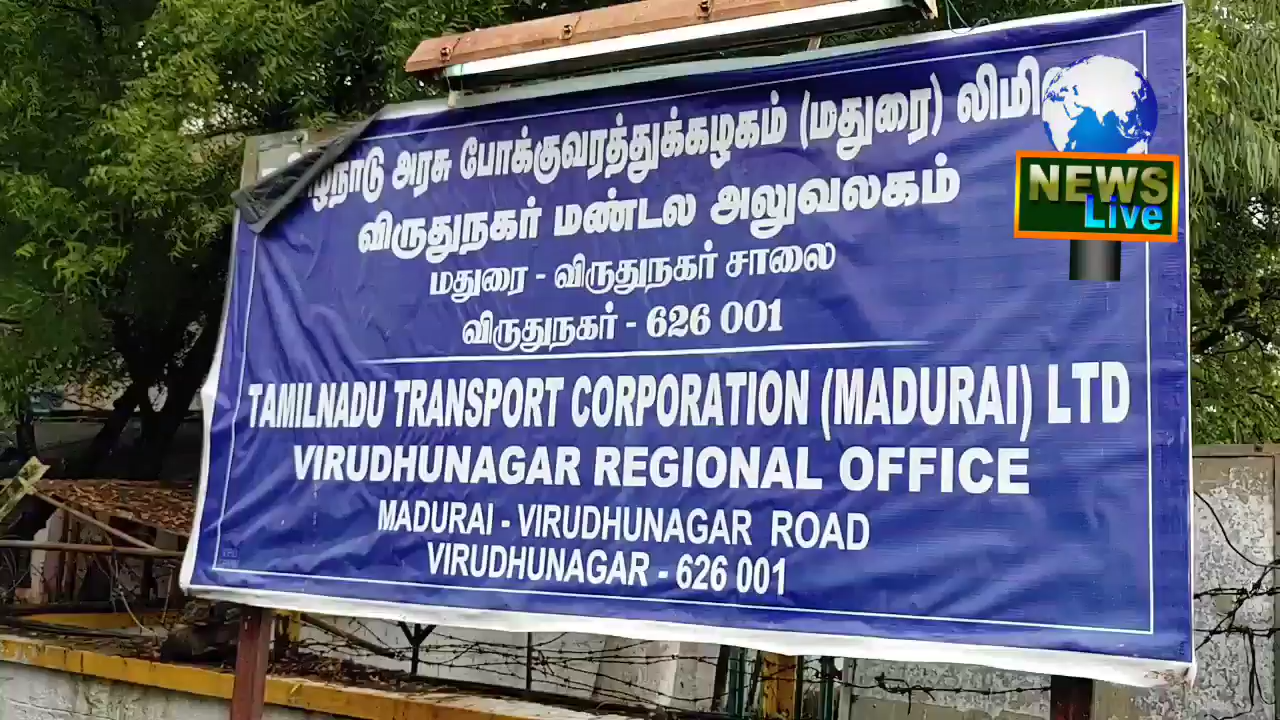 அரசு போக்குவரத்துக்கழகம் (மதுரை)
விருதுநகர் மண்டல அலுவலகம்
மதுரை - விருதுநகர் சாலை
விருதுநகர் - 626 001
TAMILNADU TRANSPORT CORPORATION (MADURAI) LTD
VIRUDHUNAGAR REGIONAL OFFICE
MADURAI - VIRUDHUNAGAR ROAD
VIRUDHUNAGAR - 626 001
NEWS
Live